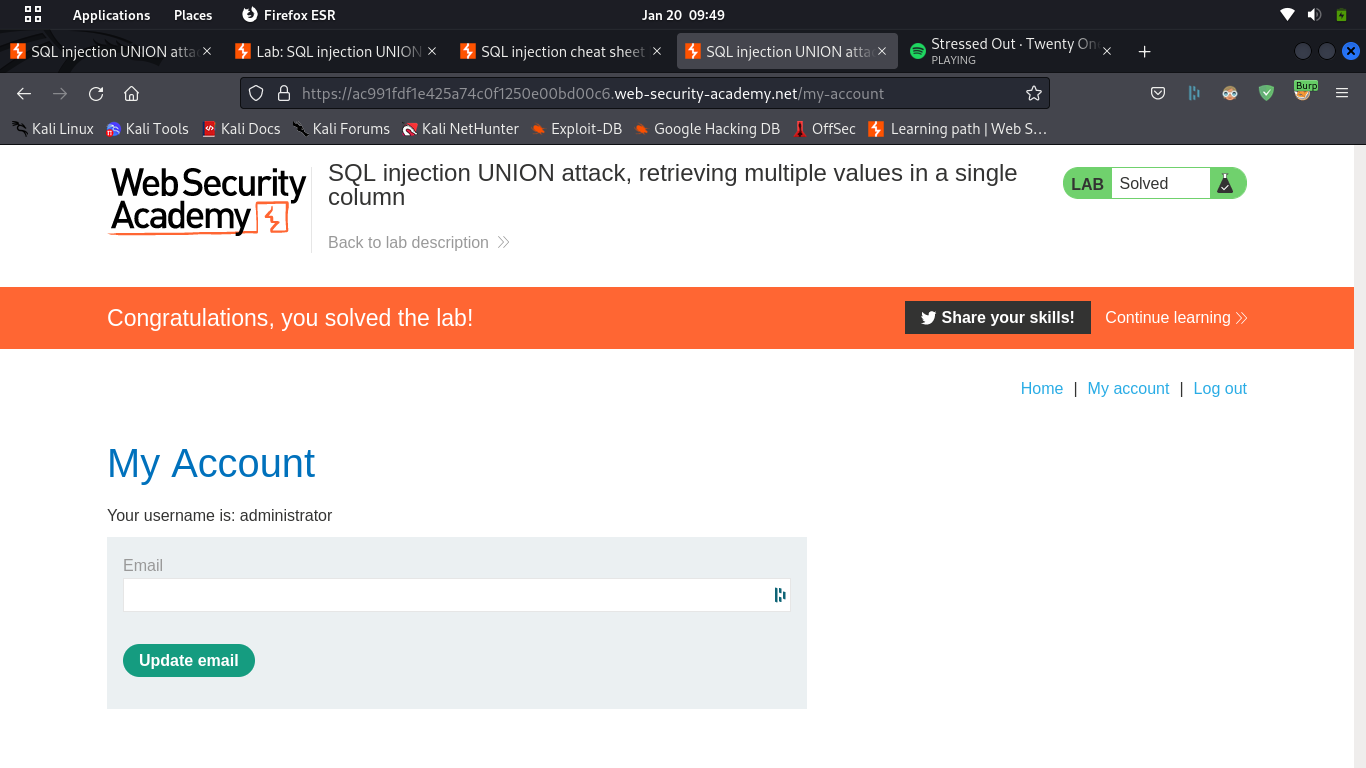 Applications Places Firefox ESR Jan 20 09:49
SQL injection UNION atta Lab: SQL injection UNION SQL injection cheat sheet SQL injection UNION atta Stressed Out · Twenty One
PLAYING
https://ac991fdf1e425a74c0f1250e00bd00c6.web-security-academy.net/my-account Burp
Kali Linux Kali Tools Kali Docs Kali Forums Kali NetHunter Exploit-DB Google Hacking DB OffSec Learning path | Web S…
Web Security
Academy
SQL injection UNION attack, retrieving multiple values in a single
column
Back to lab description
LAB Solved
Congratulations, you solved the lab! Share your skills! Continue learning
Home | My account | Log out
My Account
Your username is: administrator
Email
Update email